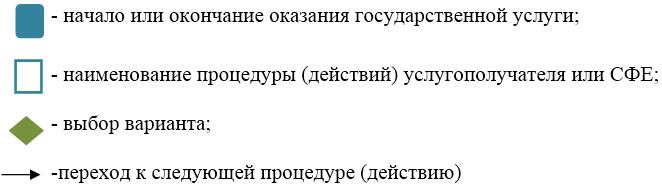 - начало или окончание оказания государственной услуги;
- наименование процедуры (действий) услугополучателя или СФЕ;
- выбор варианта;
-переход к следующей процедуре (действию)